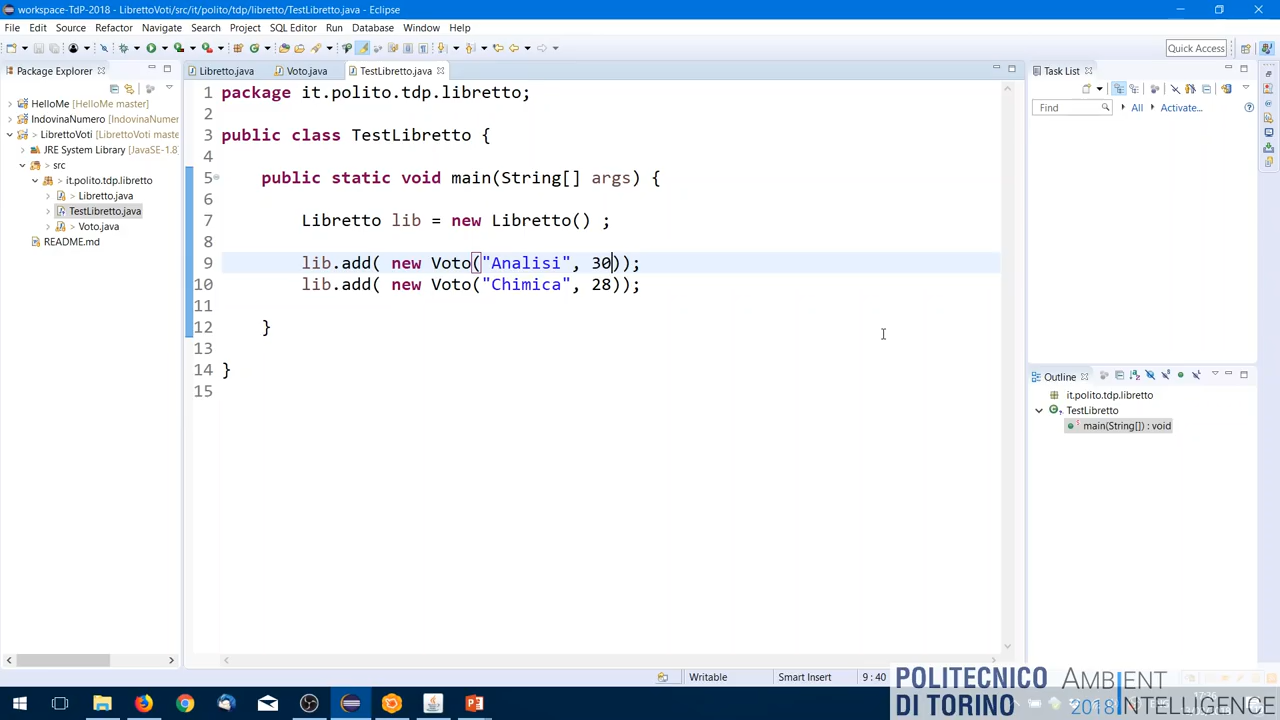 workspace-TdP-2018 - LibrettoVoti/src/it/polito/tdp/libretto/TestLibretto.java - Eclipse
File Edit Source Refactor Navigate Search Project SQL Editor Run Database Window Help
Quick Access
Package Explorer
Libretto.java
Voto.java
TestLibretto.java
Task List
HelloMe [HelloMe master]
IndovinaNumero [IndovinaNume
> LibrettoVoti [LibrettoVoti maste
JRE System Library [JavaSE-1.8]
> src
> it.polito.tdp.libretto
> Libretto.java
TestLibretto.java
> Voto.java
README.md
1 package it.polito.tdp.libretto;
2
3 public class TestLibretto {
4
5 public static void main(String[] args) {
6
7 Libretto lib = new Libretto() ;
8
9 lib.add( new Voto("Analisi", 30));
10 lib.add( new Voto("Chimica", 28));
11
12 }
13
14 }
15
Find
All
Activate...
Outline
it.polito.tdp.libretto
TestLibretto
main(String[]) : void
Writable
Smart Insert
9 : 40
POLITECNICO
DI TORINO
AMBIENT
2018 INTELLIGENCE